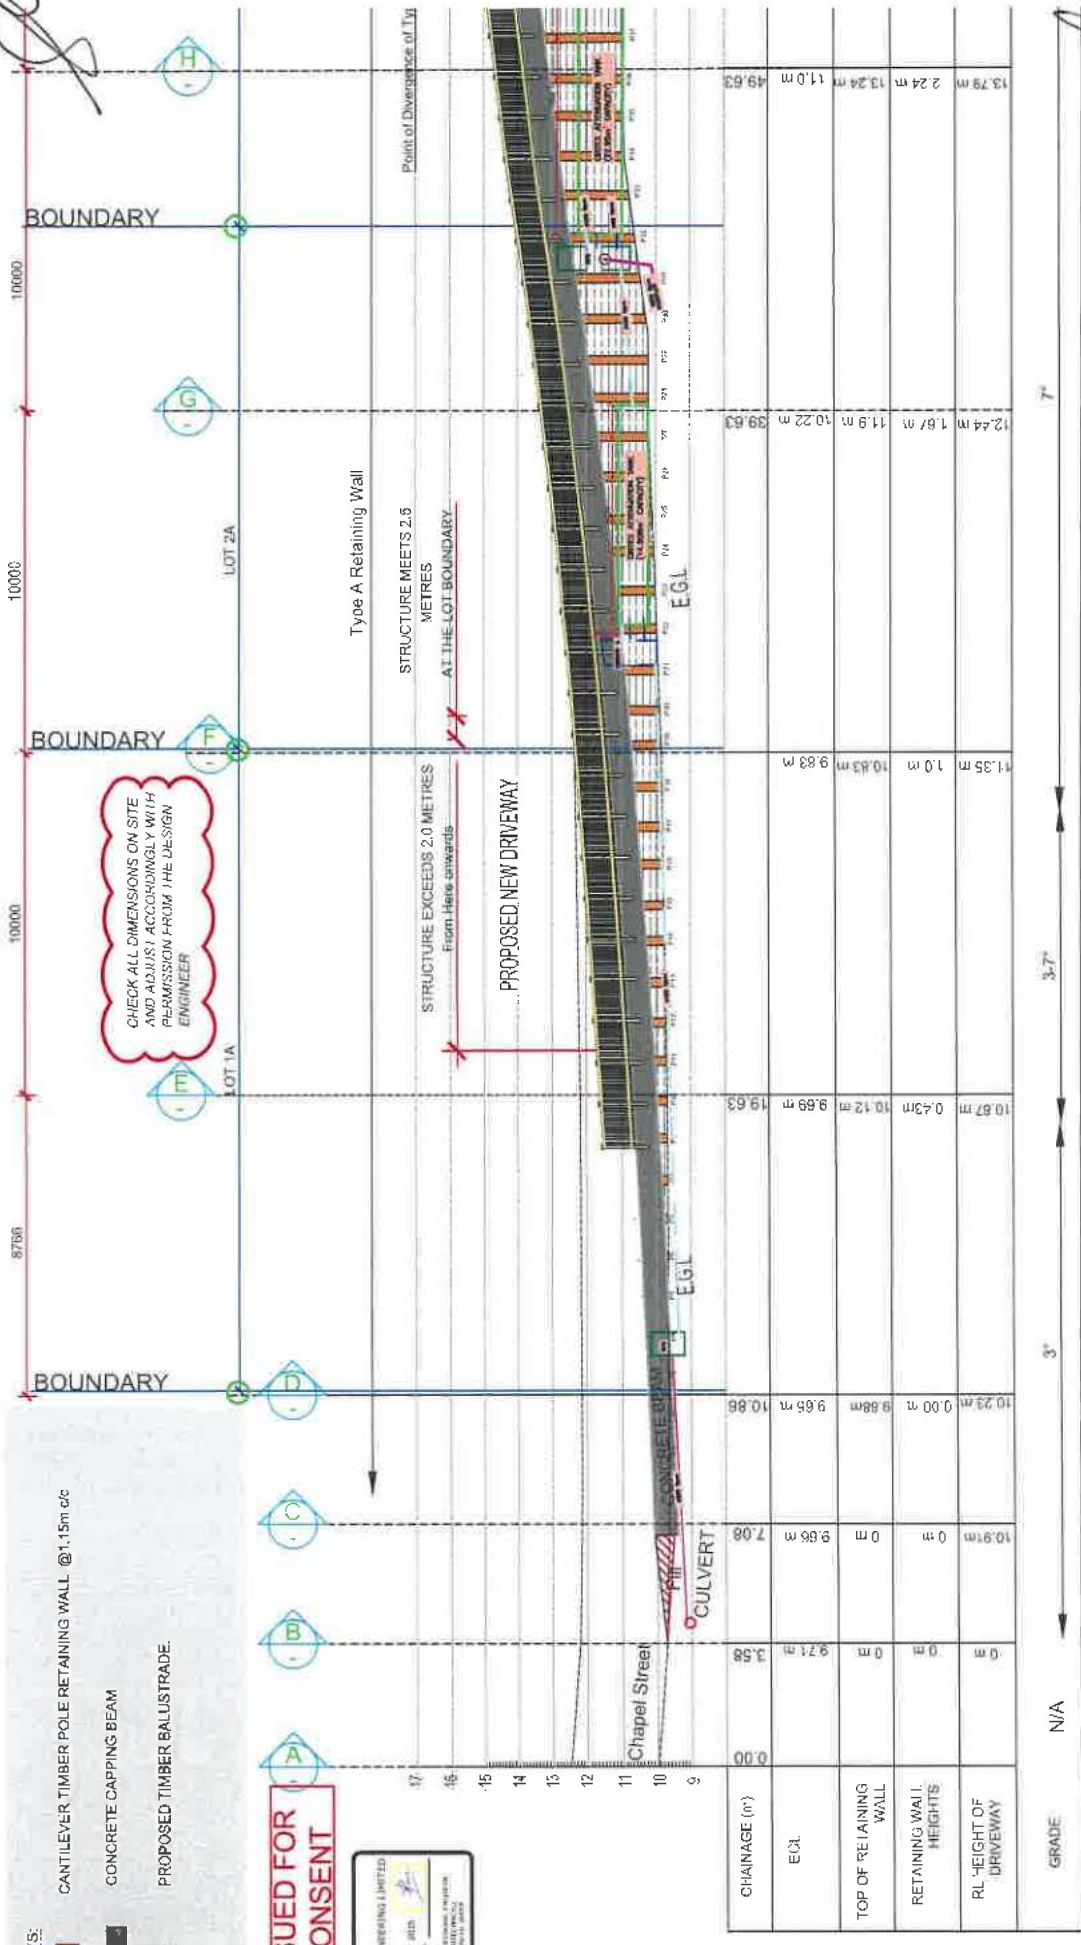 CANTILEVER TIMBER POLE RETAINING WALL @1.15m c/c
CONCRETE CAPPING BEAM
PROPOSED TIMBER BALUSTRADE.
SUED FOR
ONSENT
8766
10000
10000
10000
BOUNDARY
BOUNDARY
BOUNDARY
A
B
C
D
E
F
G
H
LOT 1A
LOT 2A
CHECK ALL DIMENSIONS ON SITE
AND ADJUST ACCORDINGLY WITH
PERMISSION FROM THE DESIGN
ENGINEER
Type A Retaining Wall
Point of Divergence of Ty
STRUCTURE EXCEEDS 2.0 METRES
From Here onwards
STRUCTURE MEETS 2.5
METRES
AT THE LOT BOUNDARY
PROPOSED NEW DRIVEWAY
17
16
15
14
13
12
11
10
9
Chapel Street
Fill
CULVERT
CONCRETE BEAM
E.G.L
E.G.L
CHAINAGE (m)
0.00
3.58
7.08
10.86
19.63
39.63
49.63
EGL
9.71 m
9.66 m
9.65 m
9.69 m
9.83 m
10.22 m
11.0 m
TOP OF RETAINING
WALL
0 m
0 m
9.68m
10.12 m
10.83 m
11.9 m
13.24 m
RETAINING WALL
HEIGHTS
0 m
0 m
0.00 m
0.43m
1.0 m
1.67 m
2.24 m
RL HEIGHT OF
DRIVEWAY
0 m
10.91m
10.23 m
10.67 m
11.35 m
12.44 m
13.79 m
GRADE
N/A
3°
3-7°
7°